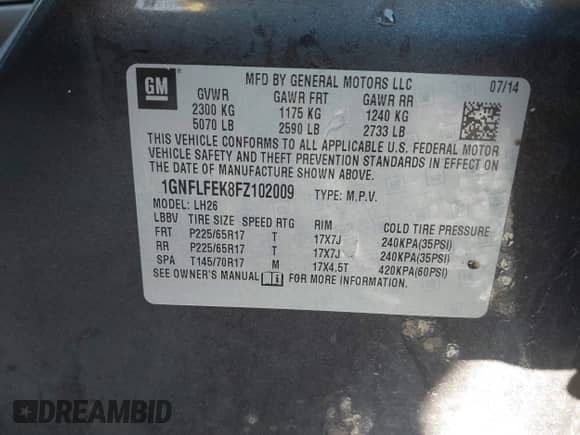 GM
MFD BY GENERAL MOTORS LLC
07/14
GVWR GAWR FRT GAWR RR
2300 KG 1175 KG 1240 KG
5070 LB 2590 LB 2733 LB
THIS VEHICLE CONFORMS TO ALL APPLICABLE U.S. FEDERAL MOTOR
VEHICLE SAFETY AND THEFT PREVENTION STANDARDS IN EFFECT ON
THE DATE OF MANUFACTURE SHOWN ABOVE.
1GNFLFEK8FZ102009 TYPE: M.P.V.
MODEL: LH26
LBBV TIRE SIZE SPEED RTG RIM COLD TIRE PRESSURE
FRT P225/65R17 T 17X7J 240KPA(35PSI)
RR P225/65R17 T 17X7J 240KPA(35PSI)
SPA T145/70R17 M 17X4.5T 420KPA(60PSI)
SEE OWNER'S MANUAL FOR MORE INFORMATION.
DREAMBID